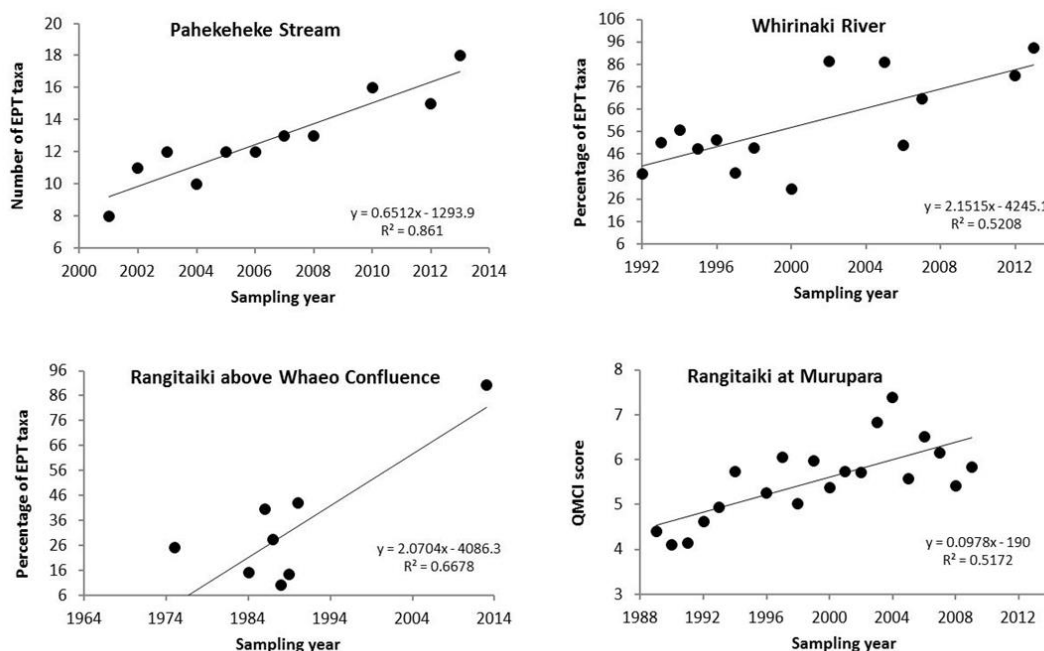 Pahekeheke Stream
Number of EPT taxa
20
18
16
14
12
10
8
6
y = 0.6512x - 1293.9
R² = 0.861
2000 2002 2004 2006 2008 2010 2012 2014
Sampling year
Whirinaki River
Percentage of EPT taxa
106
96
86
76
66
56
46
36
26
16
6
y = 2.1515x - 4245.1
R² = 0.5208
1992 1996 2000 2004 2008 2012
Sampling year
Rangitaiki above Whaeo Confluence
Percentage of EPT taxa
96
86
76
66
56
46
36
26
16
6
y = 2.0704x - 4086.3
R² = 0.6678
1964 1974 1984 1994 2004 2014
Sampling year
Rangitaiki at Murupara
QMCI score
8
7
6
5
4
3
y = 0.0978x - 190
R² = 0.5172
1988 1992 1996 2000 2004 2008 2012
Sampling year